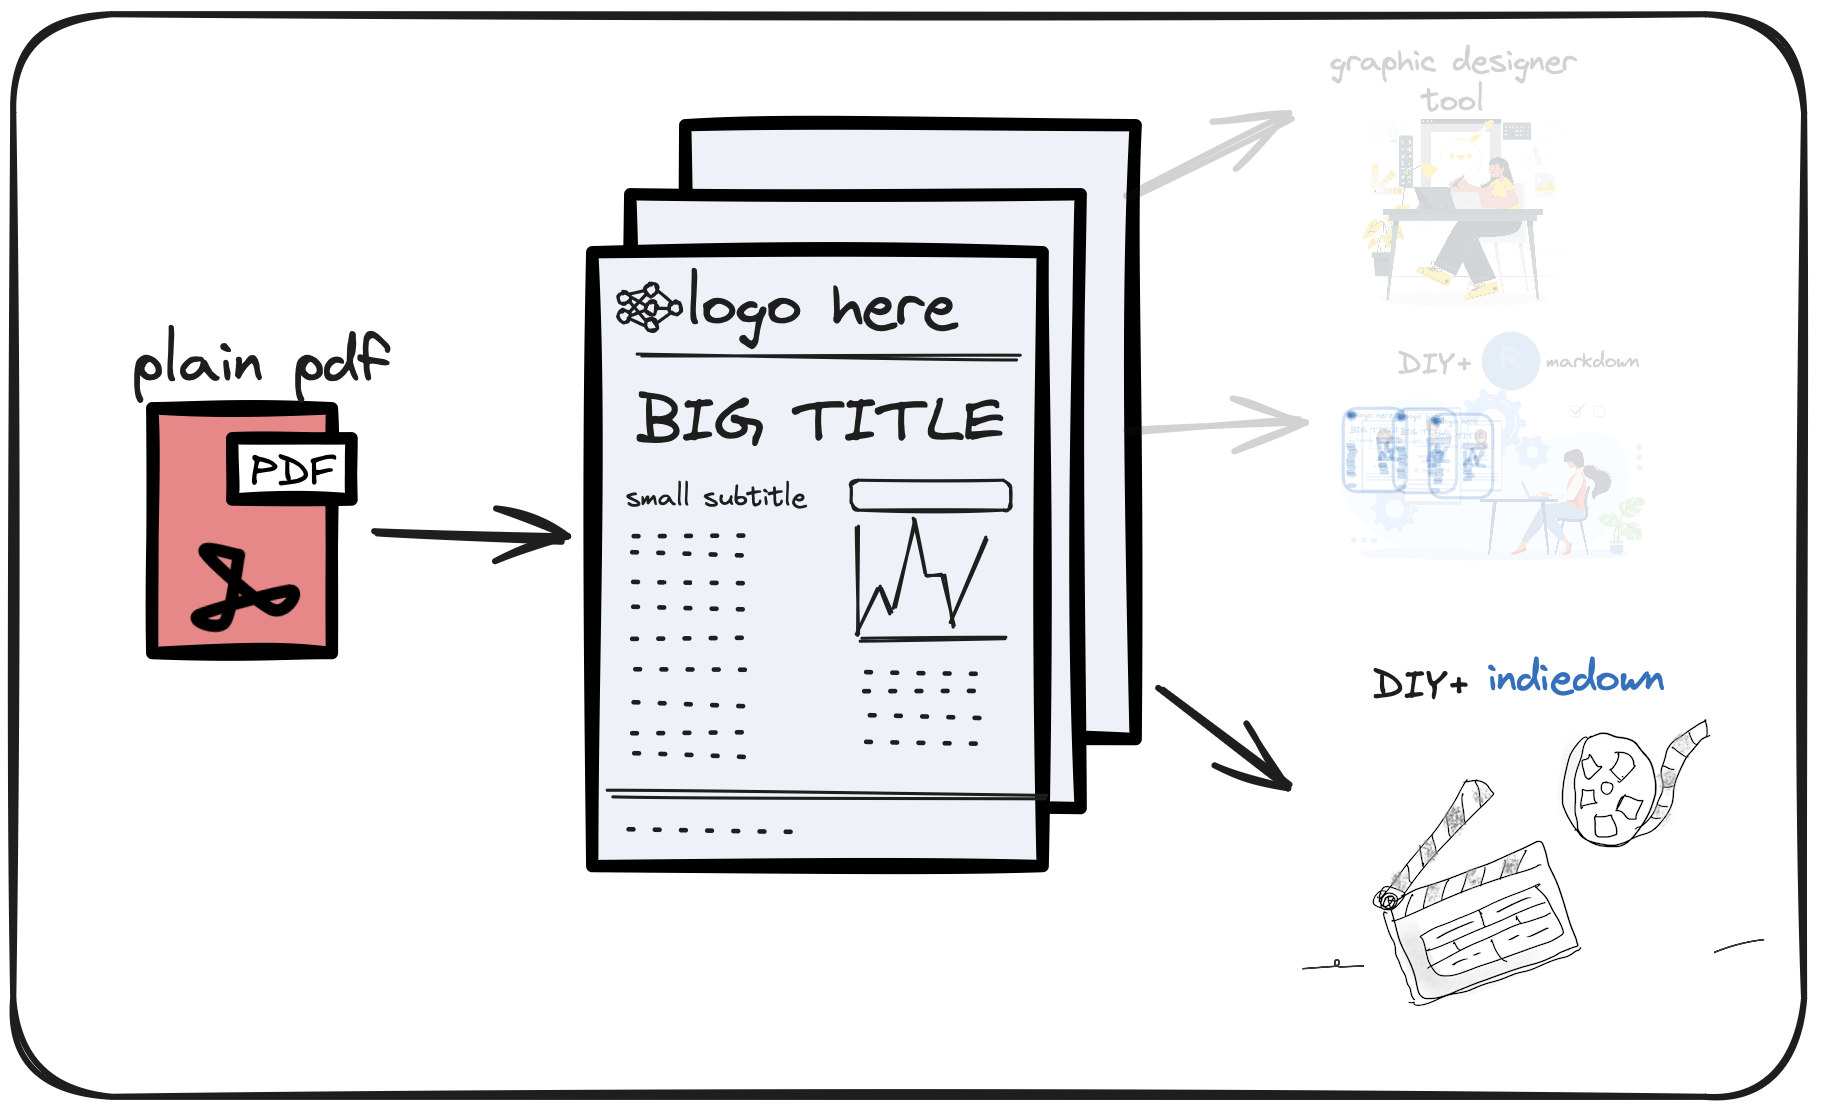 graphic designer
tool
plain pdf
PDF
logo here
BIG TITLE
small subtitle
DIY+ R markdown
DIY+ indiedown